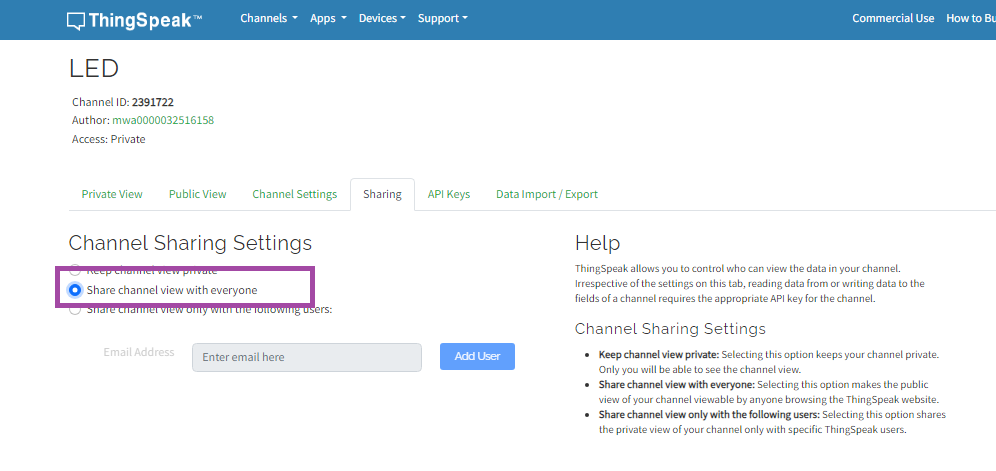 ThingSpeak™ Channels Apps Devices Support Commercial Use How to Bu
LED
Channel ID: 2391722
Author: mwa0000032516158
Access: Private
Private View Public View Channel Settings Sharing API Keys Data Import / Export
Channel Sharing Settings
Keep channel view private
Share channel view with everyone
Share channel view only with the following users:
Email Address Enter email here Add User
Help
ThingSpeak allows you to control who can view the data in your channel.
Irrespective of the settings on this tab, reading data from or writing data to the
fields of a channel requires the appropriate API key for the channel.
Channel Sharing Settings
• Keep channel view private: Selecting this option keeps your channel private.
Only you will be able to see the channel view.
• Share channel view with everyone: Selecting this option makes the public
view of your channel viewable by anyone browsing the ThingSpeak website.
• Share channel view only with the following users: Selecting this option shares
the private view of your channel only with specific ThingSpeak users.